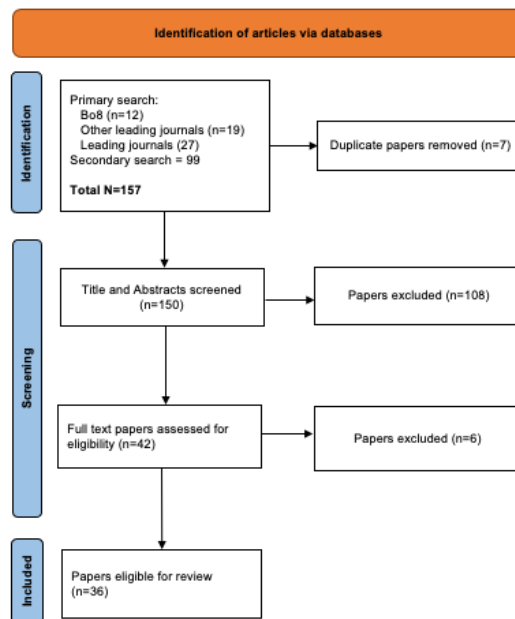 Identification of articles via databases
Identification
Primary search:
Bo8 (n=12)
Other leading journals (n=19)
Leading journals (27)
Secondary search = 99
Total N=157
Duplicate papers removed (n=7)
Screening
Title and Abstracts screened
(n=150)
Papers excluded (n=108)
Full text papers assessed for
eligibility (n=42)
Papers excluded (n=6)
Included
Papers eligible for review
(n=36)